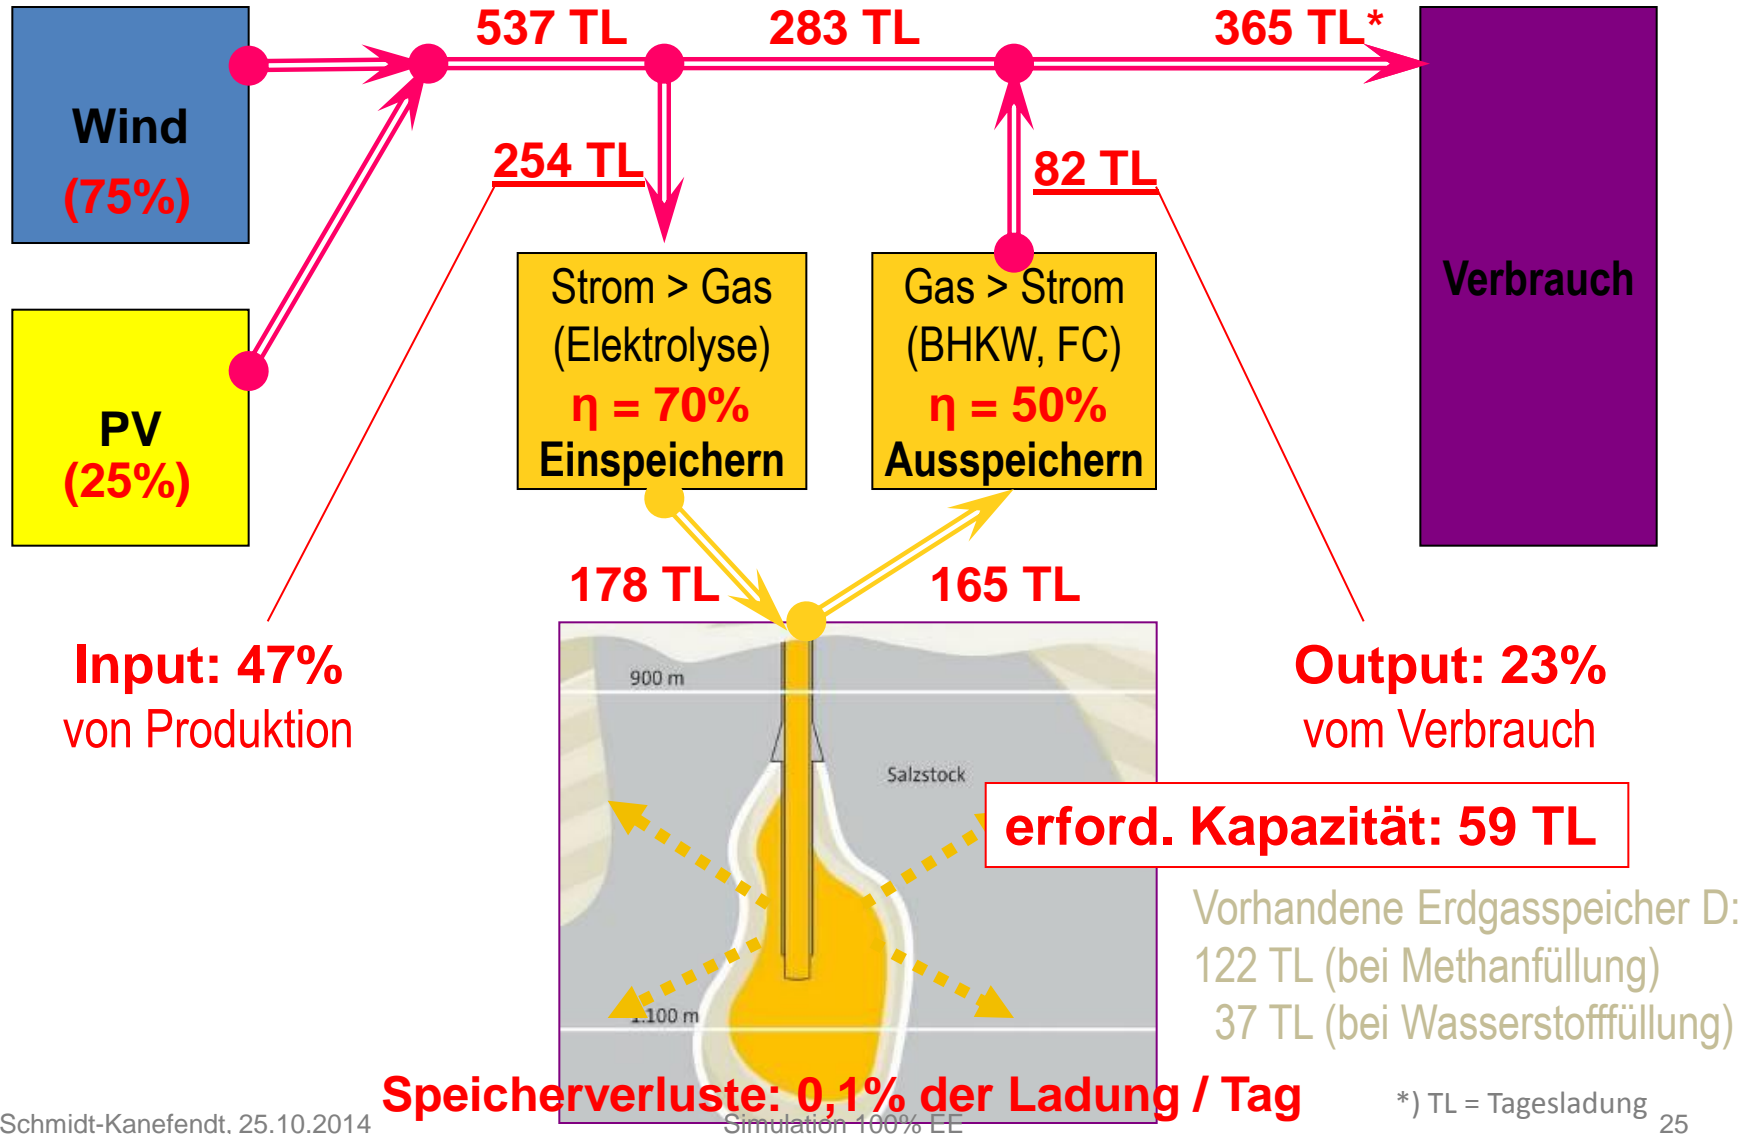 537 TL
283 TL
365 TL*
Wind
(75%)
254 TL
82 TL
Strom > Gas
(Elektrolyse)
η = 70%
Einspeichern
Gas > Strom
(BHKW, FC)
η = 50%
Ausspeichern
Verbrauch
PV
(25%)
178 TL
165 TL
Input: 47%
von Produktion
Output: 23%
vom Verbrauch
900 m
Salzstock
erford. Kapazität: 59 TL
Vorhandene Erdgasspeicher D:
122 TL (bei Methanfüllung)
37 TL (bei Wasserstofffüllung)
1.100 m
Speicherverluste: 0,1% der Ladung / Tag
*) TL = Tagesladung
Schmidt-Kanefendt, 25.10.2014
Simulation 100% EE
25